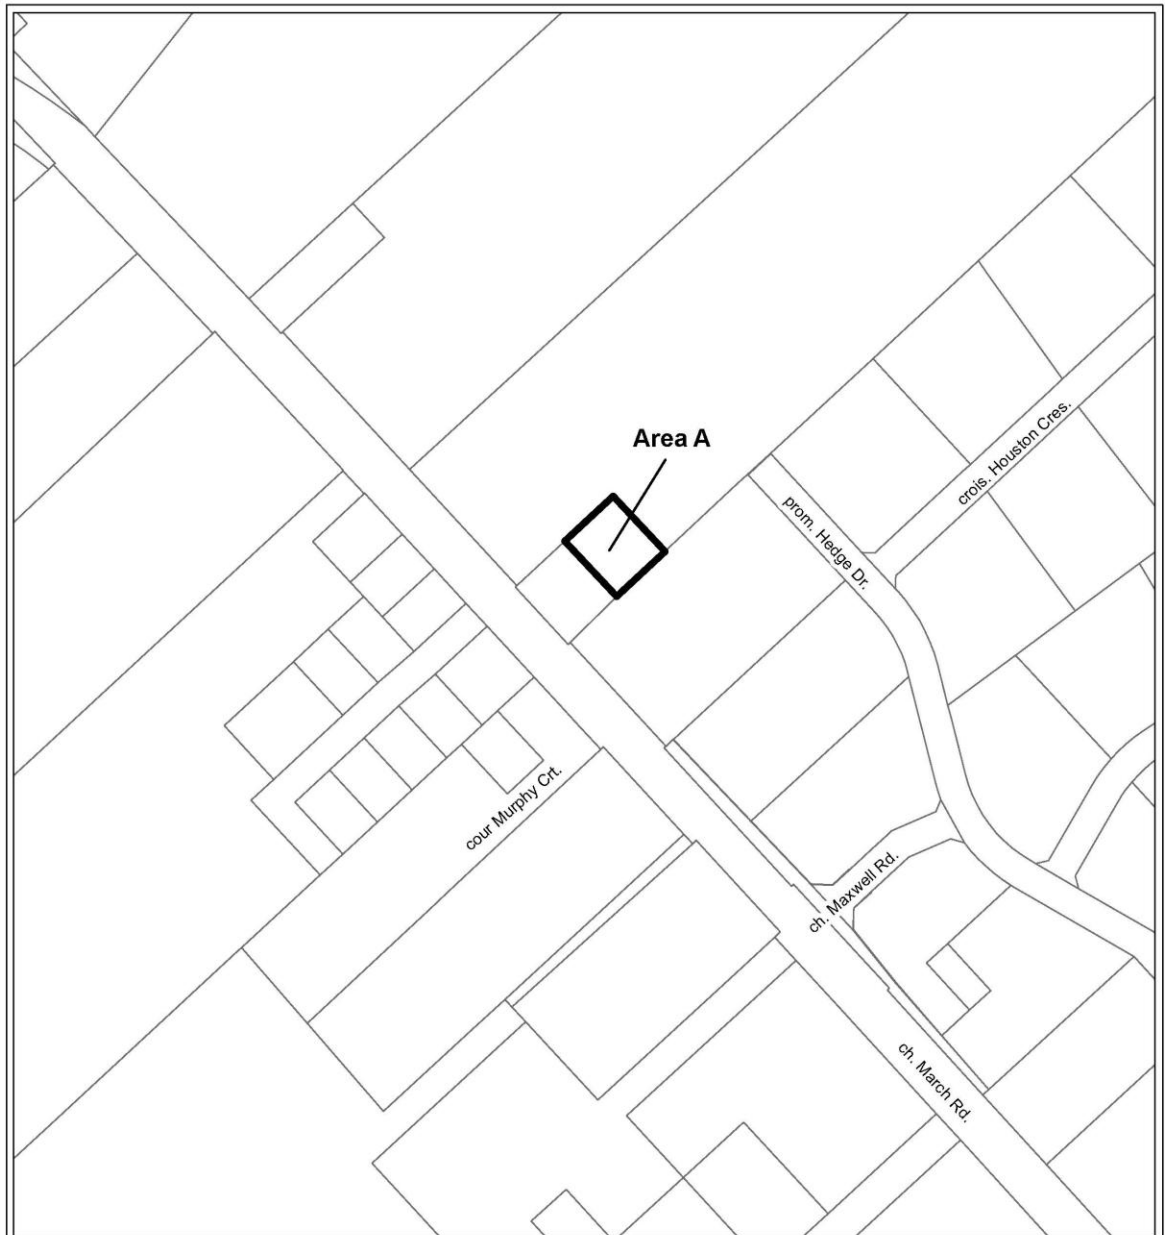 Area A
crois. Houston Cres.
prom. Hedge Dr.
cour Murphy Crt.
ch. Maxwell Rd.
ch. March Rd.